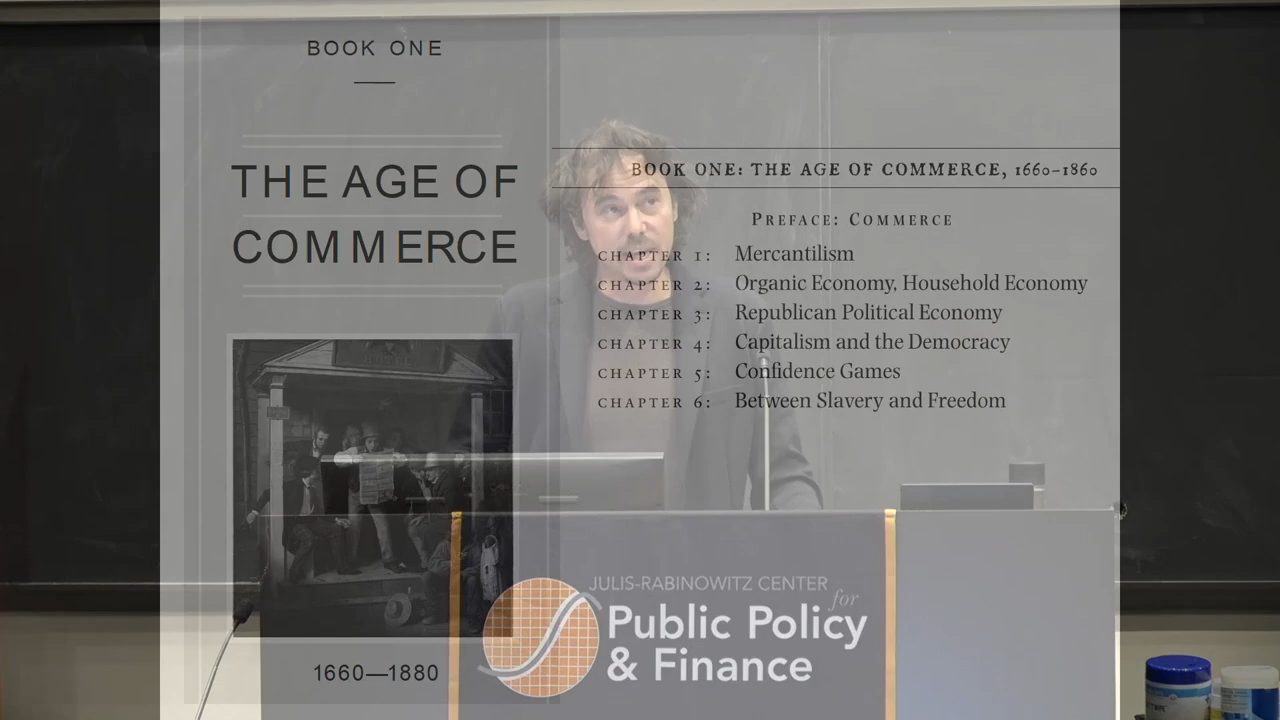 BOOK ONE
THE AGE OF
COMMERCE
1660—1880
BOOK ONE: THE AGE OF COMMERCE, 1660–1860
PREFACE: COMMERCE
CHAPTER 1: Mercantilism
CHAPTER 2: Organic Economy, Household Economy
CHAPTER 3: Republican Political Economy
CHAPTER 4: Capitalism and the Democracy
CHAPTER 5: Confidence Games
CHAPTER 6: Between Slavery and Freedom
JULIS-RABINOWITZ CENTER for
Public Policy
& Finance